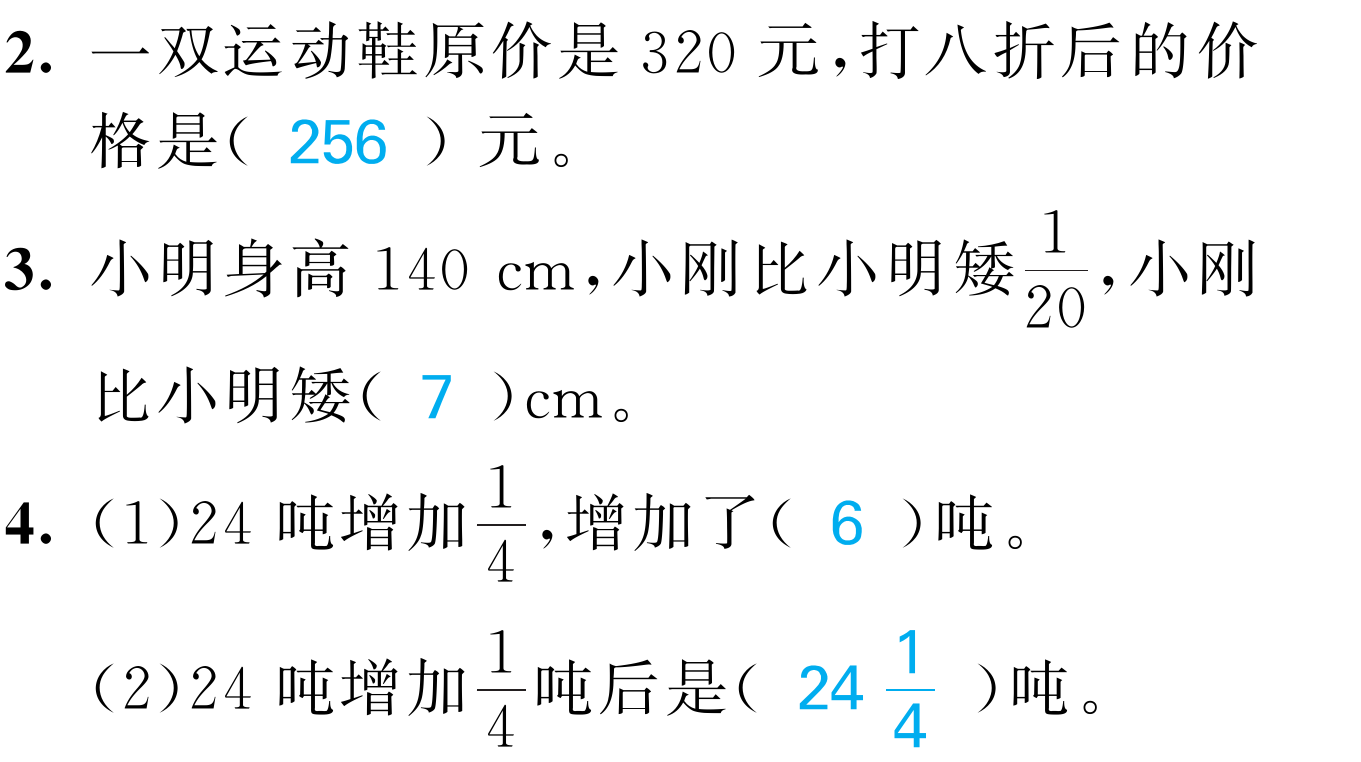 2. 一双运动鞋原价是 320 元,打八折后的价
格是( 256 ) 元。
3. 小明身高 140 cm,小刚比小明矮1/20,小刚
比小明矮( 7 )cm。
4. (1)24 吨增加1/4,增加了( 6 )吨。
(2)24 吨增加1/4吨后是( 24 1/4 )吨。